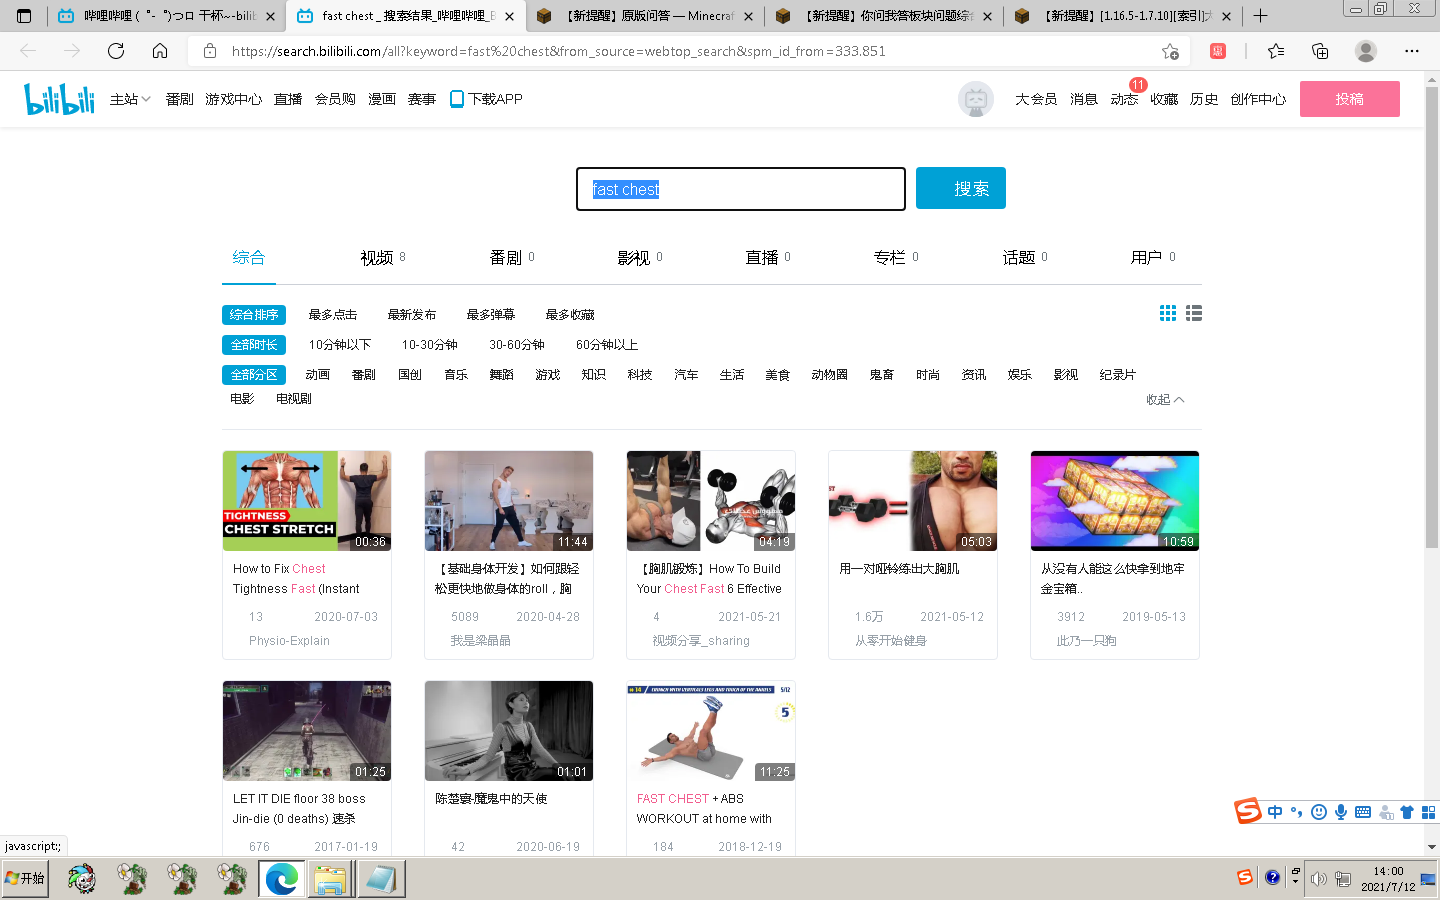 哔哩哔哩 (゜-゜)つロ 干杯~-bili
fast chest _ 搜索结果_哔哩哔哩_B
【新提醒】原版问答 — Minecraft
【新提醒】你问我答板块问题综合
【新提醒】[1.16.5-1.7.10][索引]大
https://search.bilibili.com/all?keyword=fast%20chest&from_source=webtop_search&spm_id_from=333.851
bilibili 主站 番剧 游戏中心 直播 会员购 漫画 赛事 下载APP
大会员 消息 动态 11 收藏 历史 创作中心 投稿
fast chest 搜索
综合 视频 8 番剧 0 影视 0 直播 0 专栏 0 话题 0 用户 0
综合排序 最多点击 最新发布 最多弹幕 最多收藏
全部时长 10分钟以下 10-30分钟 30-60分钟 60分钟以上
全部分区 动画 番剧 国创 音乐 舞蹈 游戏 知识 科技 汽车 生活 美食 动物圈 鬼畜 时尚 资讯 娱乐 影视 纪录片
电影 电视剧 收起
TIGHTNESS
CHEST STRETCH
00:36
How to Fix Chest
Tightness Fast (Instant
13 2020-07-03
Physio-Explain
11:44
【基础身体开发】如何跟轻
松更快地做身体的roll，胸
5089 2020-04-28
我是梁晶晶
04:19
【胸肌锻炼】How To Build
Your Chest Fast 6 Effective
4 2021-05-21
视频分享_sharing
05:03
用一对哑铃练出大胸肌
1.6万 2021-05-12
从零开始健身
10:59
从没有人能这么快拿到地牢
金宝箱..
3912 2019-05-13
此乃一只狗
01:25
LET IT DIE floor 38 boss
Jin-die (0 deaths) 速杀
676 2017-01-19
01:01
陈楚寰-魔鬼中的天使
42 2020-06-19
# 14 CRUNCH WITH VERTICALS LEGS AND TOUCH OF THE ANKLES 5/12
5
11:25
FAST CHEST + ABS
WORKOUT at home with
184 2018-12-19
中
javascript:;
开始
14:00
2021/7/12